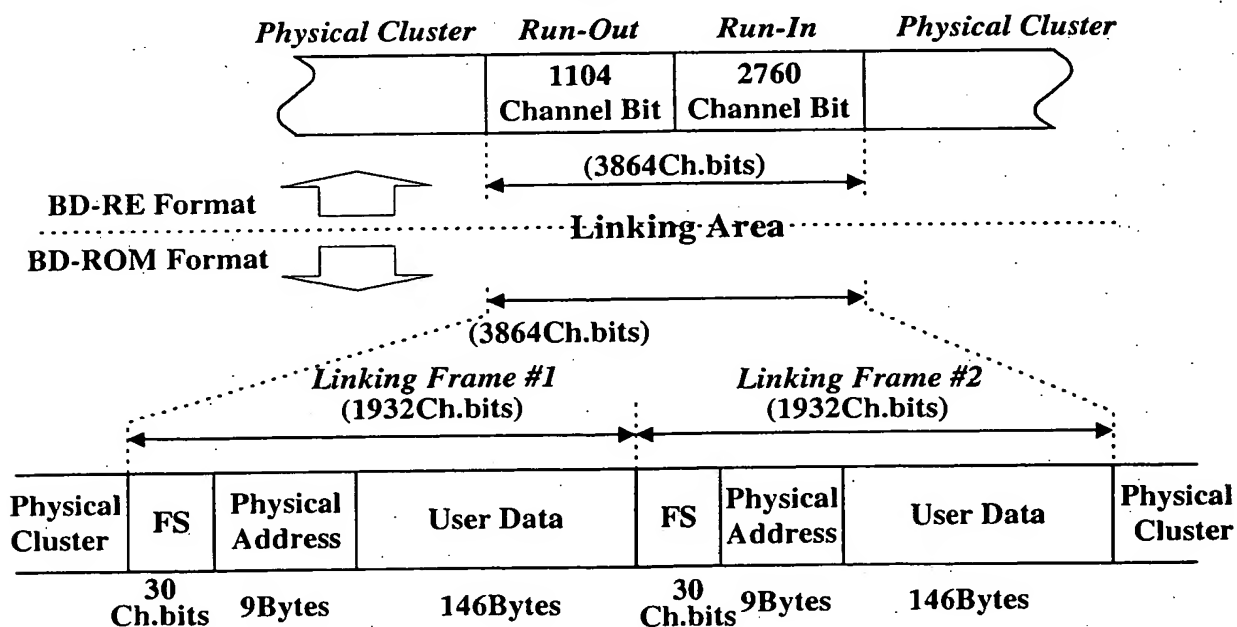 Physical Cluster Run-Out Run-In Physical Cluster
1104 2760
Channel Bit Channel Bit
(3864Ch.bits)
BD-RE Format
Linking Area
BD-ROM Format
(3864Ch.bits)
Linking Frame #1 Linking Frame #2
(1932Ch.bits) (1932Ch.bits)
Physical Cluster FS Physical Address User Data FS Physical Address User Data Physical Cluster
30 Ch.bits 9Bytes 146Bytes 30 Ch.bits 9Bytes 146Bytes